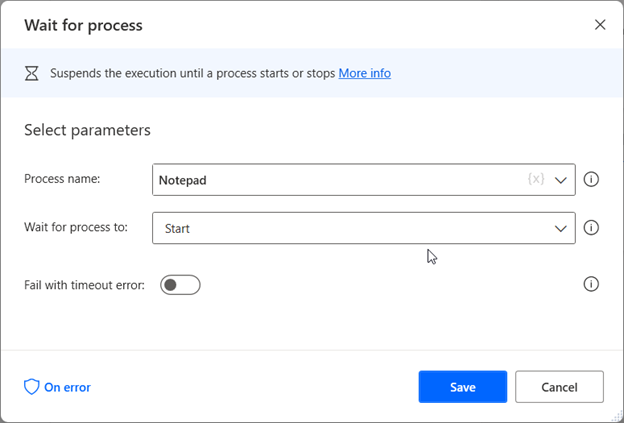 Wait for process
Suspends the execution until a process starts or stops More info
Select parameters
Process name: Notepad {x}
Wait for process to: Start
Fail with timeout error:
On error Save Cancel